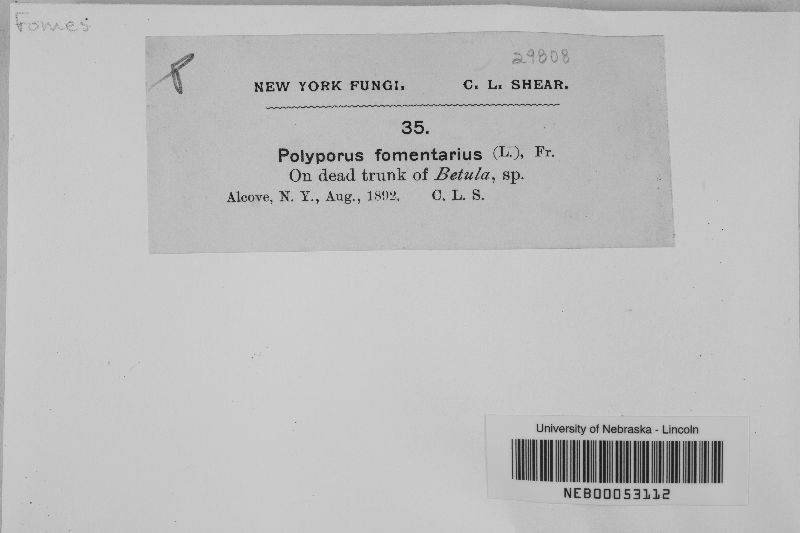 Fomes
29808
NEW YORK FUNGI. C. L. SHEAR.
35.
Polyporus fomentarius (L.), Fr.
On dead trunk of Betula, sp.
Alcove, N. Y., Aug., 1892. C. L. S.
University of Nebraska - Lincoln
NEB00053112